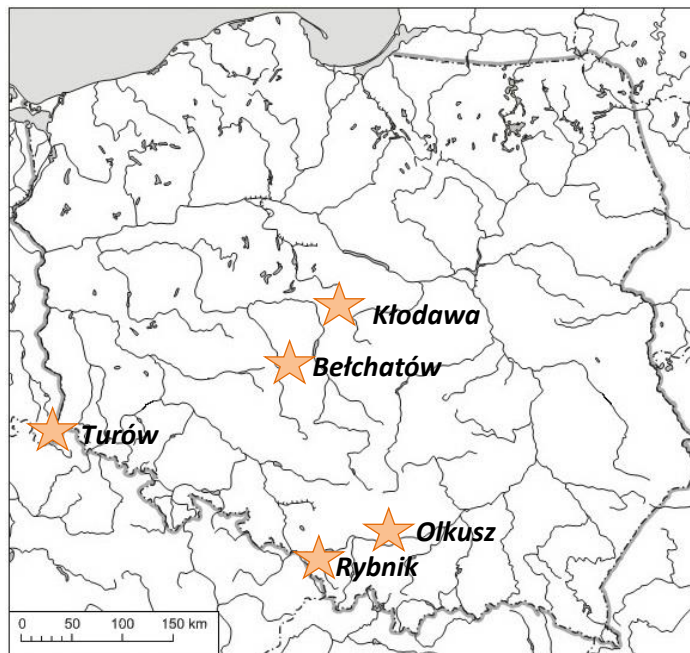 Kłodawa
Bełchatów
Turów
Olkusz
Rybnik
0 50 100 150 km